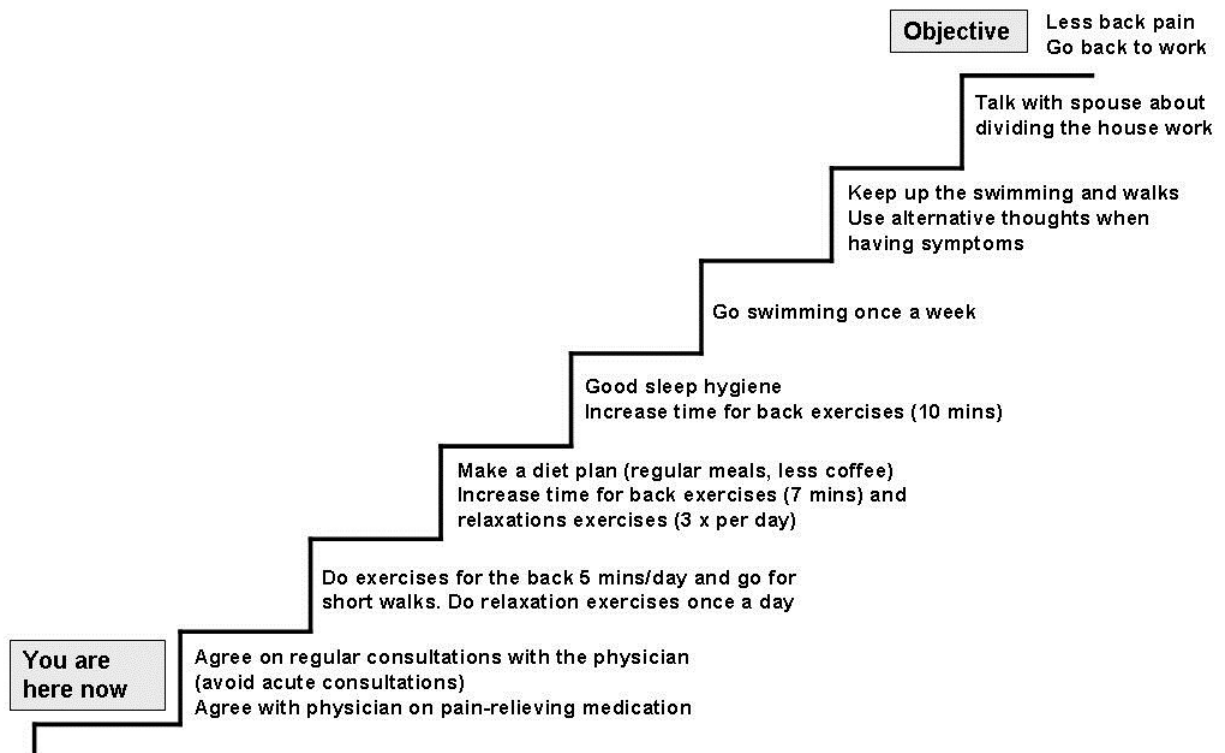 Objective
Less back pain
Go back to work
Talk with spouse about
dividing the house work
Keep up the swimming and walks
Use alternative thoughts when
having symptoms
Go swimming once a week
Good sleep hygiene
Increase time for back exercises (10 mins)
Make a diet plan (regular meals, less coffee)
Increase time for back exercises (7 mins) and
relaxations exercises (3 x per day)
Do exercises for the back 5 mins/day and go for
short walks. Do relaxation exercises once a day
You are
here now
Agree on regular consultations with the physician
(avoid acute consultations)
Agree with physician on pain-relieving medication